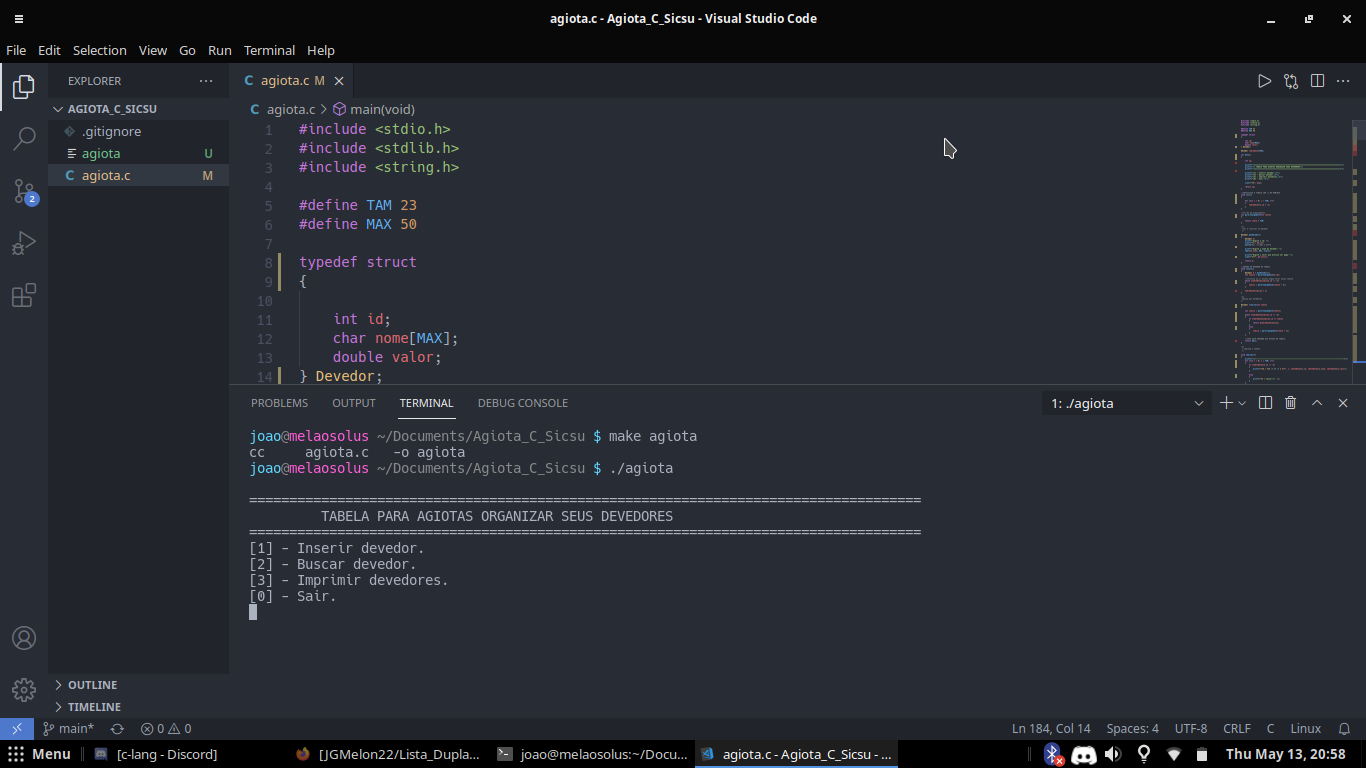 agiota.c - Agiota_C_Sicsu - Visual Studio Code
File Edit Selection View Go Run Terminal Help
EXPLORER
AGIOTA_C_SICSU
.gitignore
agiota U
C agiota.c M
OUTLINE
TIMELINE
C agiota.c M
C agiota.c > main(void)
1 #include <stdio.h>
2 #include <stdlib.h>
3 #include <string.h>
4
5 #define TAM 23
6 #define MAX 50
7
8 typedef struct
9 {
10
11 int id;
12 char nome[MAX];
13 double valor;
14 } Devedor;
PROBLEMS OUTPUT TERMINAL DEBUG CONSOLE 1: ./agiota
joao@melaosolus ~/Documents/Agiota_C_Sicsu $ make agiota
cc agiota.c -o agiota
joao@melaosolus ~/Documents/Agiota_C_Sicsu $ ./agiota
====================================================================================
TABELA PARA AGIOTAS ORGANIZAR SEUS DEVEDORES
====================================================================================
[1] - Inserir devedor.
[2] - Buscar devedor.
[3] - Imprimir devedores.
[0] - Sair.
2
main* 0 0 Ln 184, Col 14 Spaces: 4 UTF-8 CRLF C Linux
Menu [c-lang - Discord] [JGMelon22/Lista_Dupla... joao@melaosolus:~/Docu... agiota.c - Agiota_C_Sicsu - ... Thu May 13, 20:58